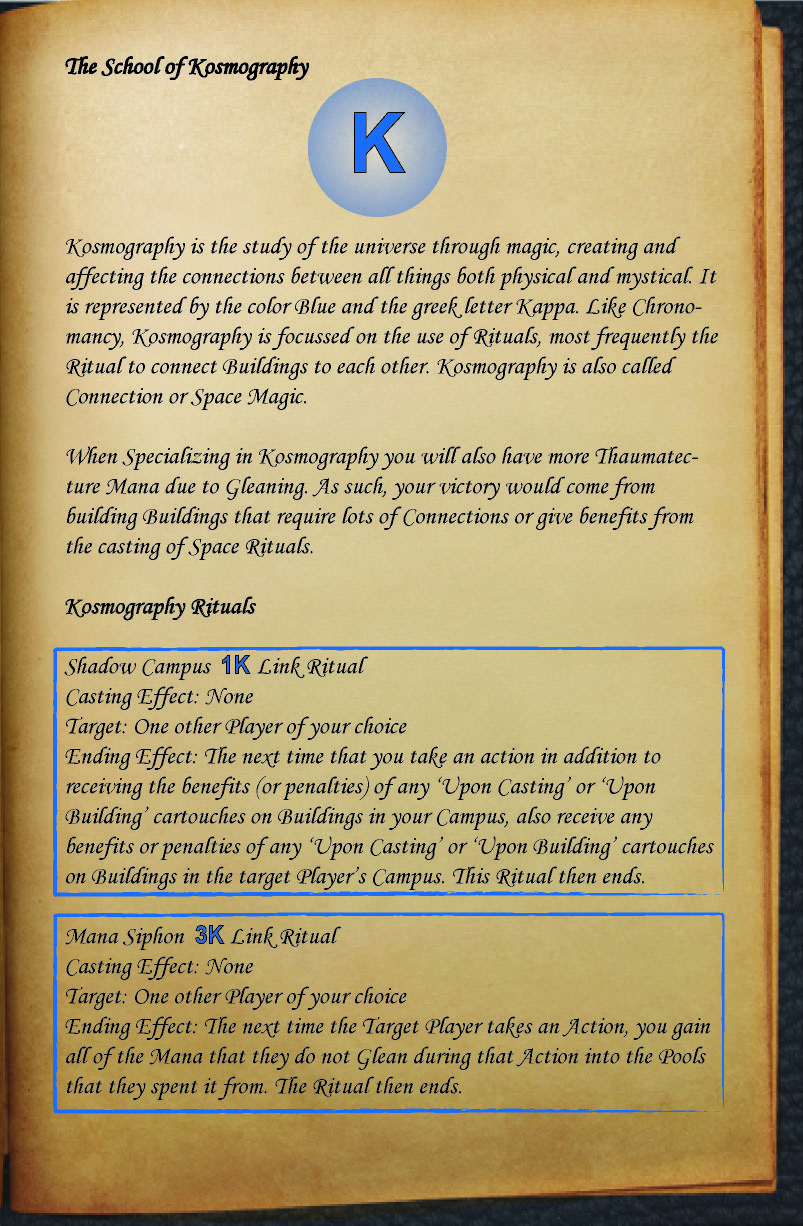 The School of Kosmography
K
Kosmography is the study of the universe through magic, creating and
affecting the connections between all things both physical and mystical. It
is represented by the color Blue and the greek letter Kappa. Like Chrono-
mancy, Kosmography is focussed on the use of Rituals, most frequently the
Ritual to connect Buildings to each other. Kosmography is also called
Connection or Space Magic.
When Specializing in Kosmography you will also have more Thaumatec-
ture Mana due to Gleaning. As such, your victory would come from
building Buildings that require lots of Connections or give benefits from
the casting of Space Rituals.
Kosmography Rituals
Shadow Campus 1K Link Ritual
Casting Effect: None
Target: One other Player of your choice
Ending Effect: The next time that you take an action in addition to
receiving the benefits (or penalties) of any ‘Upon Casting’ or ‘Upon
Building’ cartouches on Buildings in your Campus, also receive any
benefits or penalties of any ‘Upon Casting’ or ‘Upon Building’ cartouches
on Buildings in the target Player’s Campus. This Ritual then ends.
Mana Siphon 3K Link Ritual
Casting Effect: None
Target: One other Player of your choice
Ending Effect: The next time the Target Player takes an Action, you gain
all of the Mana that they do not Glean during that Action into the Pools
that they spent it from. The Ritual then ends.